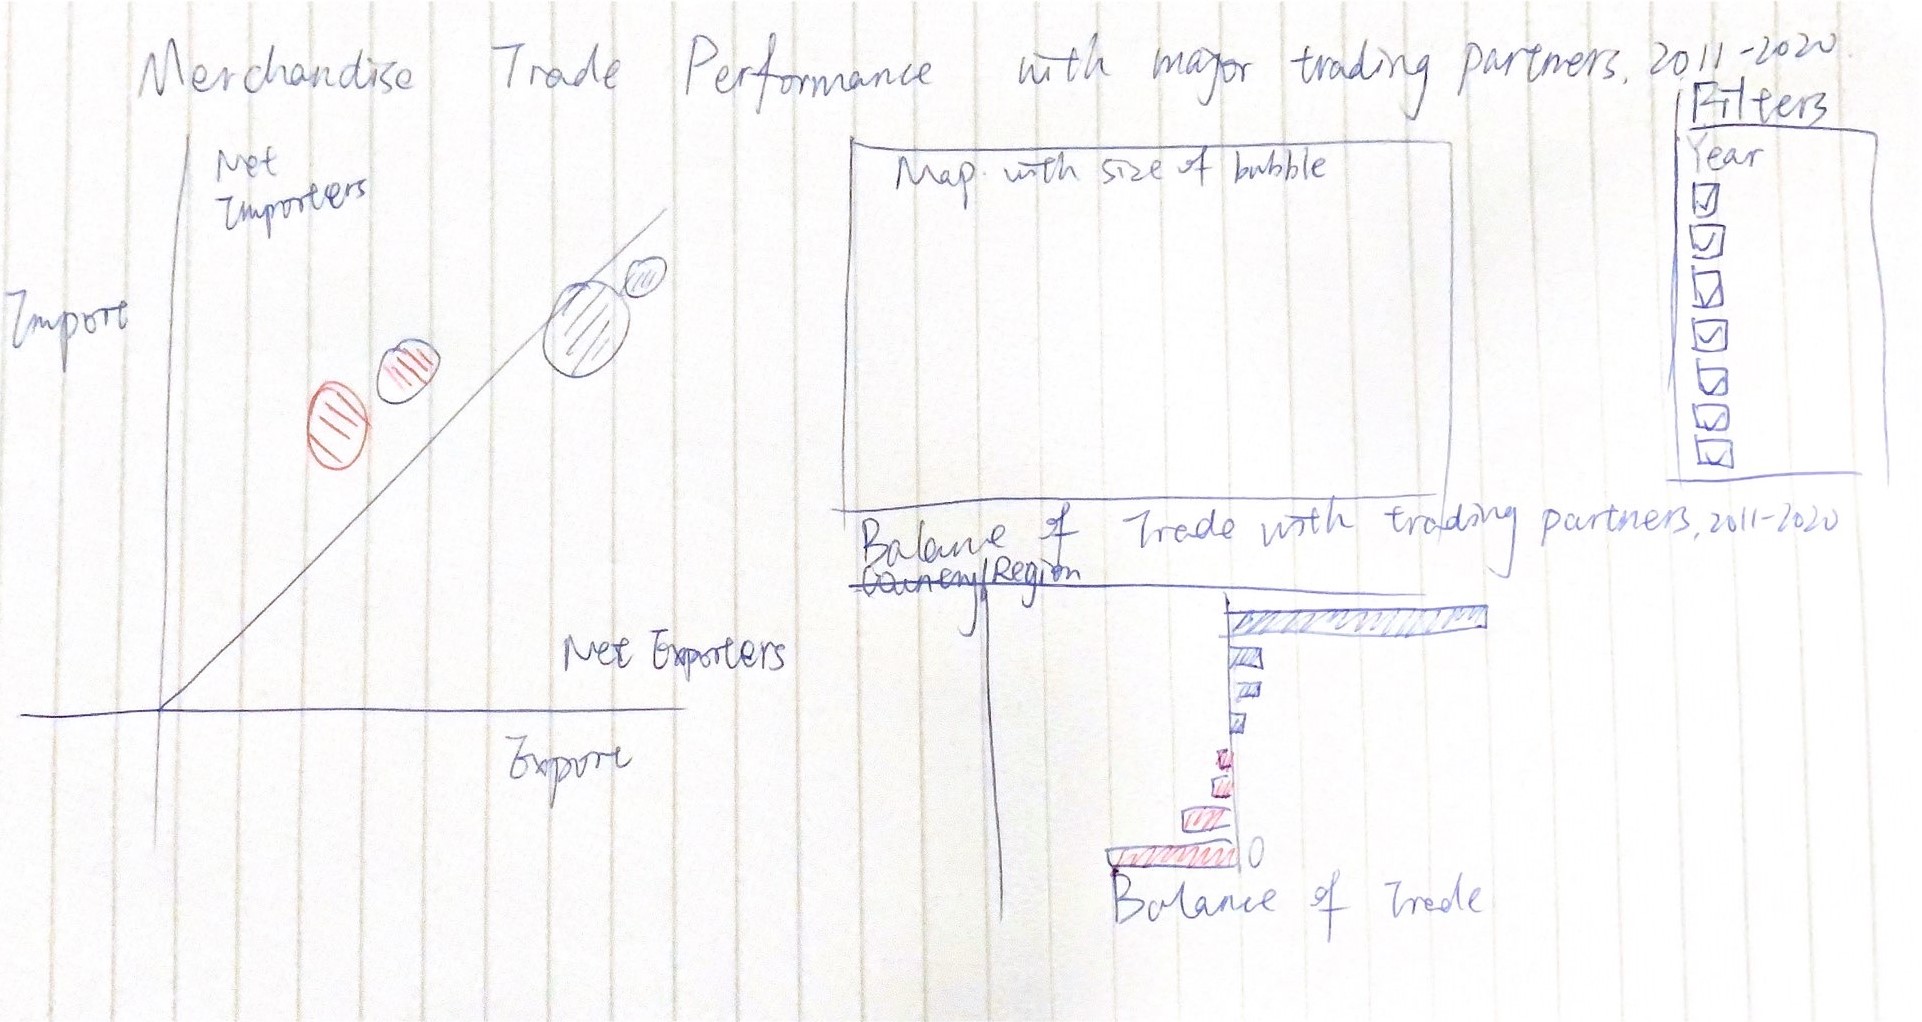 Merchandise Trade Performance with major trading partners, 2011-2020.
Filters
Year
Net
Importers
Import
Net Exporters
Export
Map with size of bubble
Balance of Trade with trading partners, 2011-2020
Country/Region
0
Balance of Trade